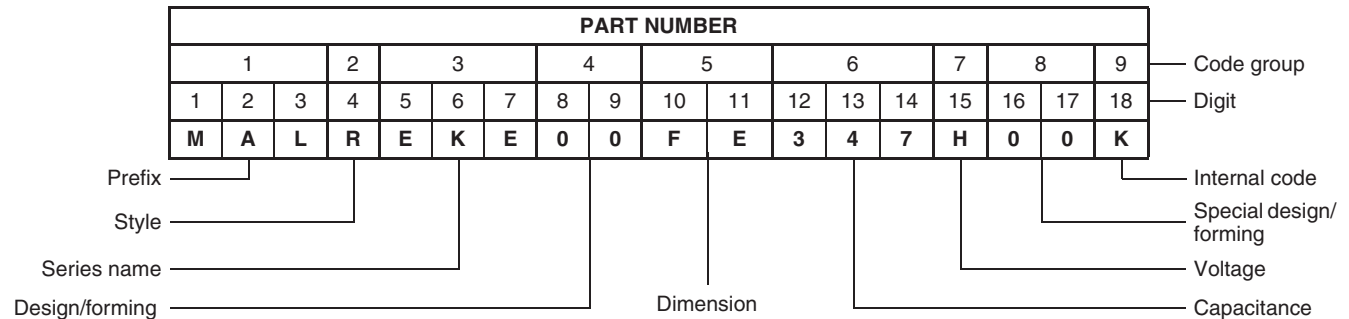 PART NUMBER
1 2 3 4 5 6 7 8 9 Code group
1 2 3 4 5 6 7 8 9 10 11 12 13 14 15 16 17 18 Digit
M A L R E K E 0 0 F E 3 4 7 H 0 0 K
Prefix Internal code
Style Special design/
forming
Series name Voltage
Design/forming Dimension Capacitance